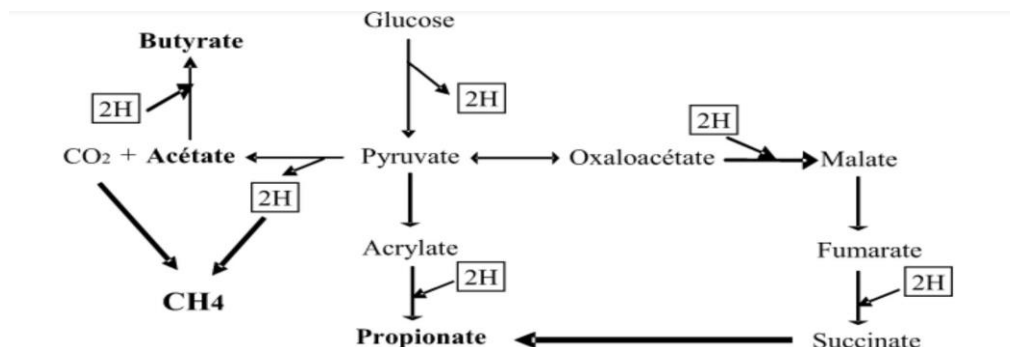 Glucose
Butyrate
2H
2H
2H
CO₂ + Acétate
Pyruvate
Oxaloacétate
Malate
2H
Acrylate
Fumarate
2H
2H
CH4
Propionate
Succinate